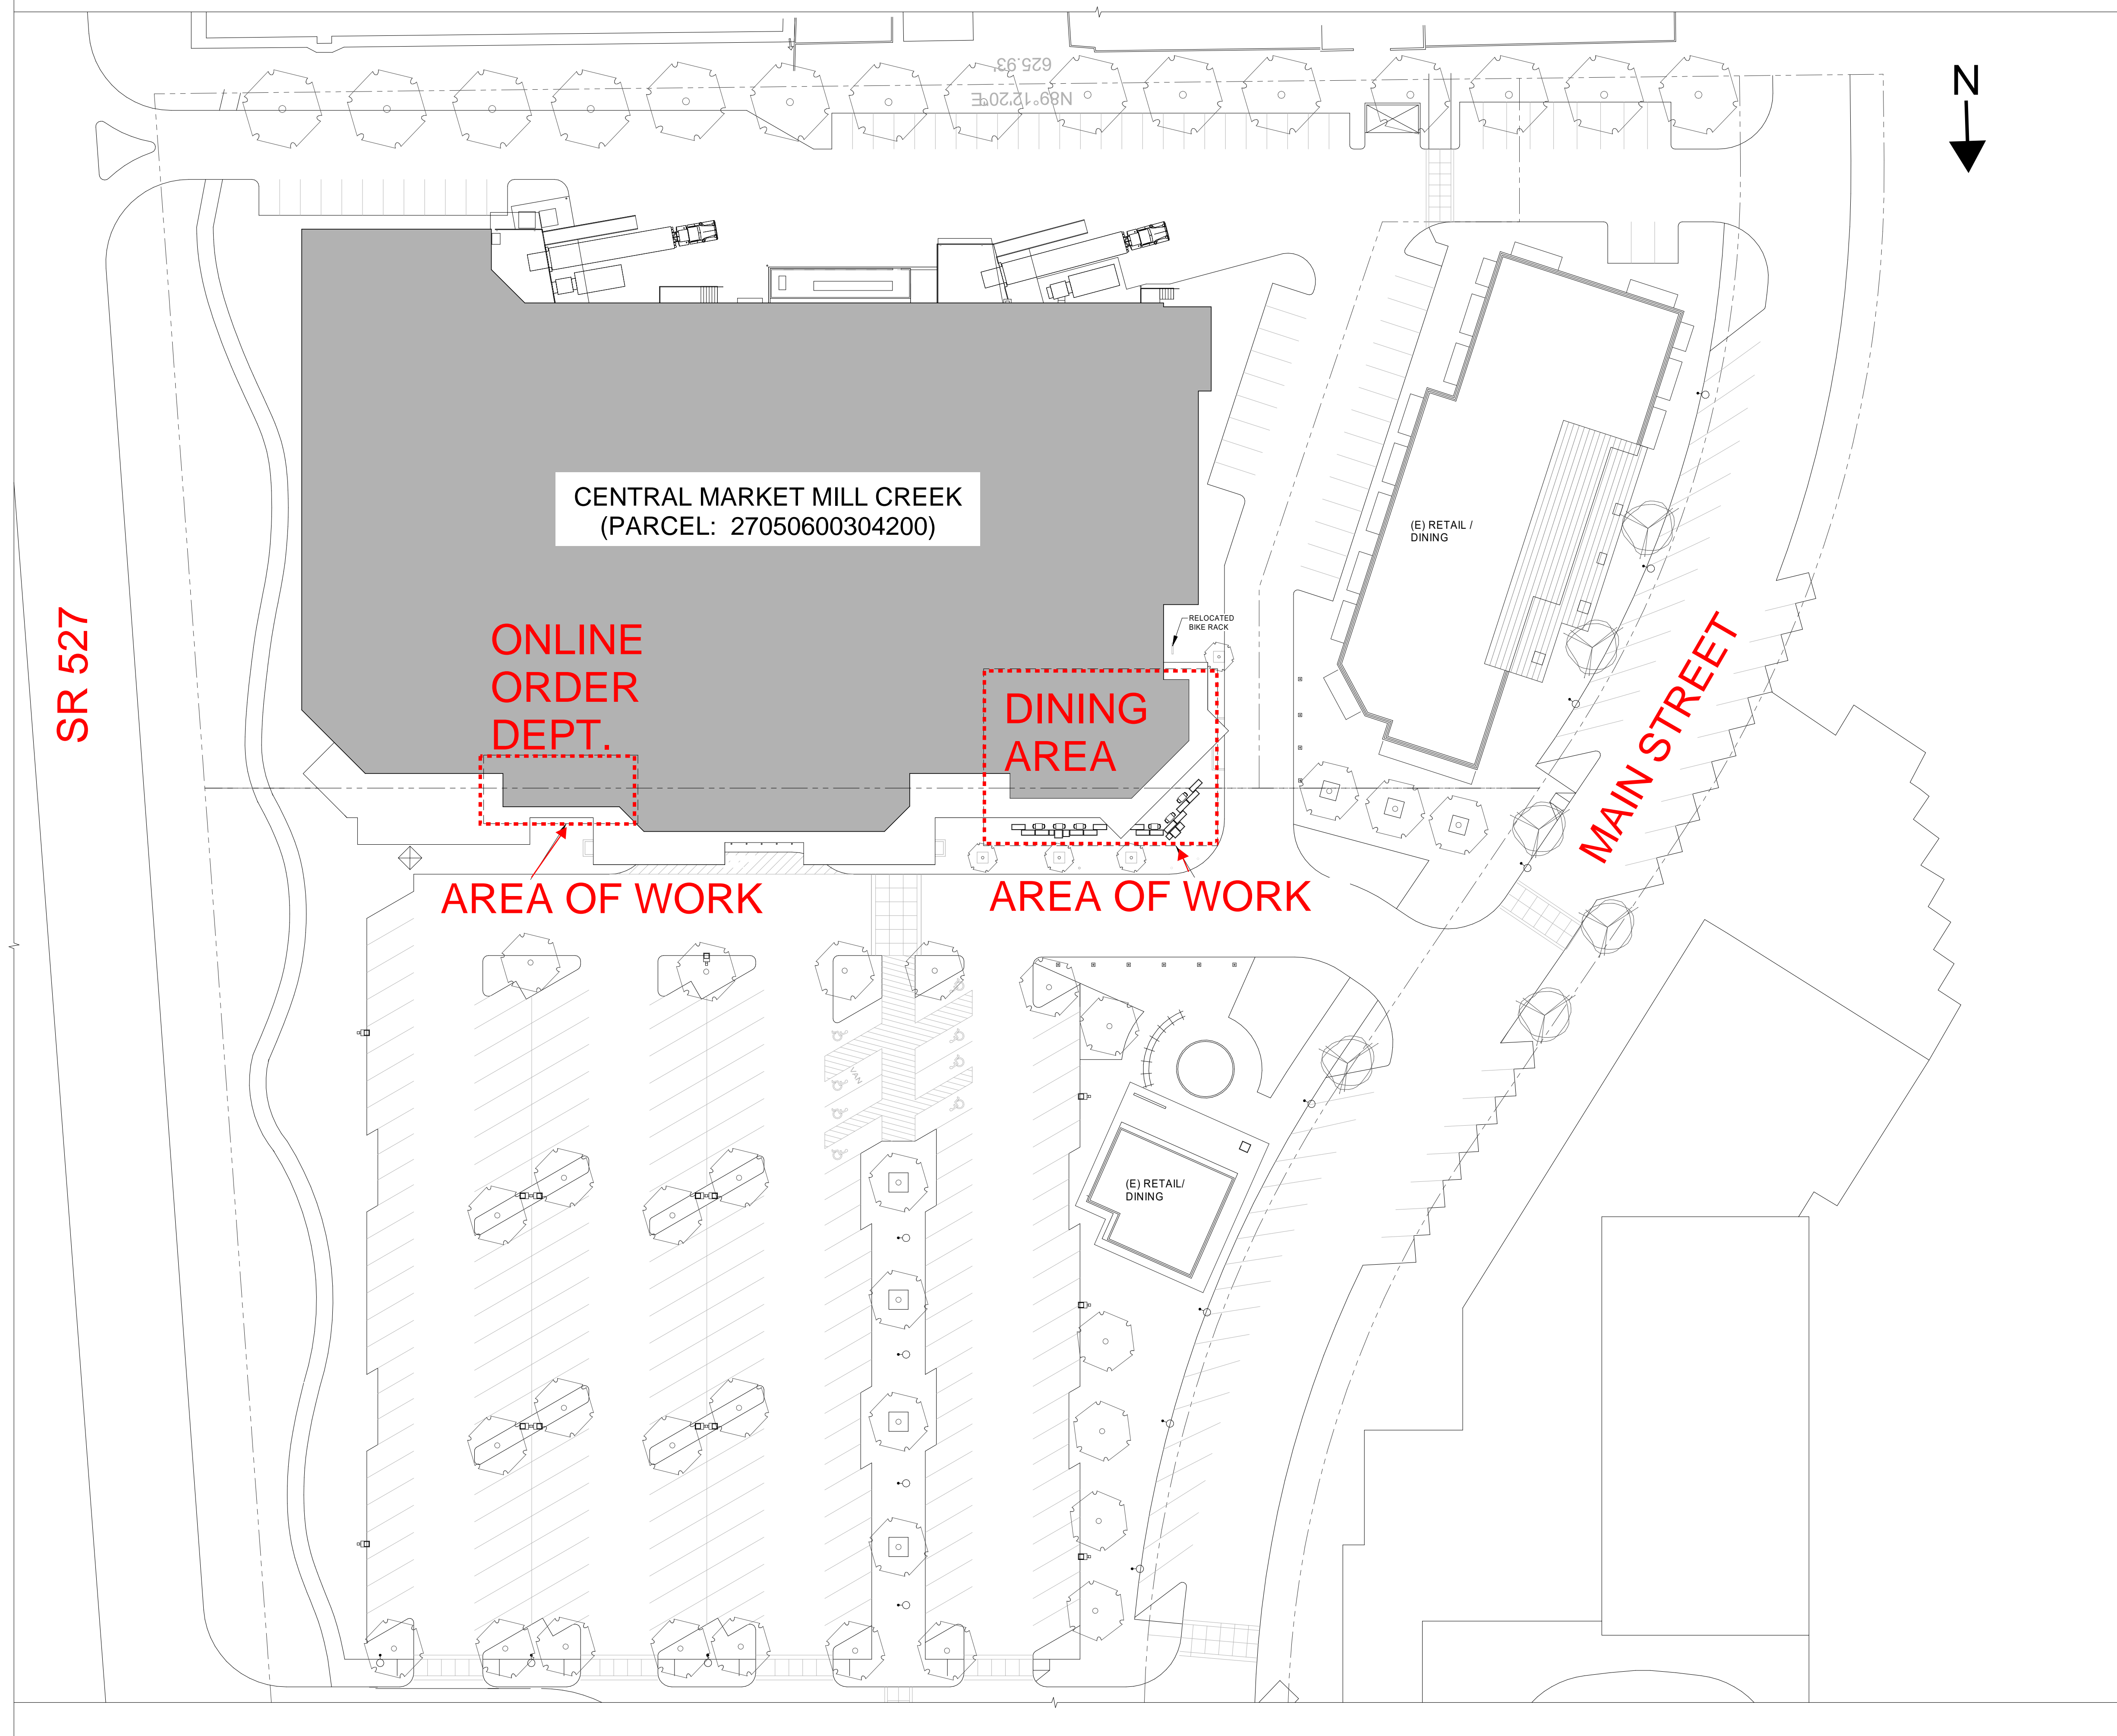 625.93'
N89°12'20"E
N
CENTRAL MARKET MILL CREEK
(PARCEL: 27050600304200)
(E) RETAIL /
DINING
RELOCATED
BIKE RACK
SR 527
ONLINE
ORDER
DEPT.
DINING
AREA
MAIN STREET
AREA OF WORK
AREA OF WORK
VAN
(E) RETAIL/
DINING